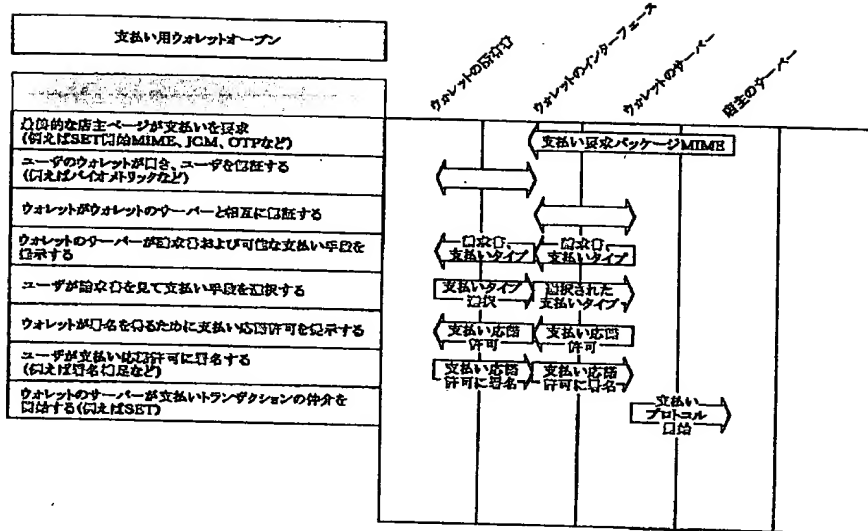 支払い用ウォレットオープン
ウォレットの所有者
ウォレットのインターフェース
ウォレットのサーバー
店主のサーバー
店主ページが支払いを要求
(例えばSET開始MIME、JCM、OTPなど)
ユーザのウォレットが開き、ユーザを認証する
(例えばバイオメトリックなど)
ウォレットがウォレットのサーバーと相互に認証する
ウォレットのサーバーが請求書および可能な支払い手段を
提示する
ユーザが請求書を見て支払い手段を選択する
ウォレットが署名を得るために支払い応諾許可を提示する
ユーザが支払い応諾許可に署名する
(例えば署名など)
ウォレットのサーバーが支払いトランザクションの仲介を
開始する(例えばSET)
支払い要求パッケージMIME
請求書、
支払いタイプ
請求書、
支払いタイプ
支払いタイプ
選択
選択された
支払いタイプ
支払い応諾
許可
支払い応諾
許可
支払い応諾
許可に署名
支払い応諾
許可に署名
支払い
プロトコル
開始